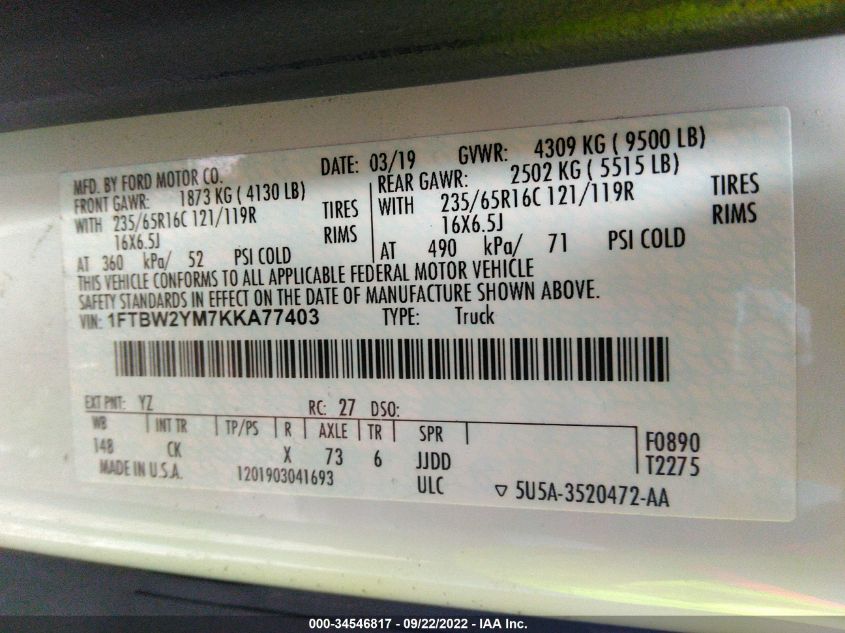 MFD. BY FORD MOTOR CO.
DATE: 03/19 GVWR: 4309 KG ( 9500 LB)
FRONT GAWR: 1873 KG ( 4130 LB)
WITH 235/65R16C 121/119R TIRES
16X6.5J RIMS
AT 360 kPa/ 52 PSI COLD
REAR GAWR: 2502 KG ( 5515 LB)
WITH 235/65R16C 121/119R TIRES
16X6.5J RIMS
AT 490 kPa/ 71 PSI COLD
THIS VEHICLE CONFORMS TO ALL APPLICABLE FEDERAL MOTOR VEHICLE
SAFETY STANDARDS IN EFFECT ON THE DATE OF MANUFACTURE SHOWN ABOVE.
VIN: 1FTBW2YM7KKA77403 TYPE: Truck
EXT PNT: YZ RC: 27 DSO:
WB INT TR TP/PS R AXLE TR SPR
148 CK X 73 6 JJDD
F0890
T2275
MADE IN U.S.A. 1201903041693 ULC ▽ 5U5A-3520472-AA
000-34546817 - 09/22/2022 - IAA Inc.